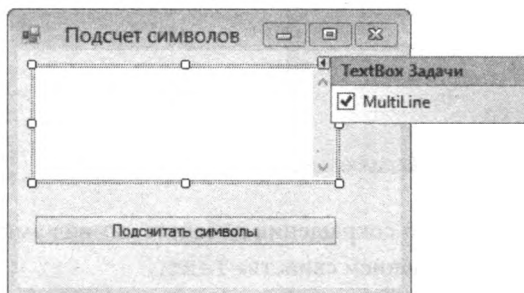 Подсчет символов
TextBox Задачи
MultiLine
Подсчитать символы